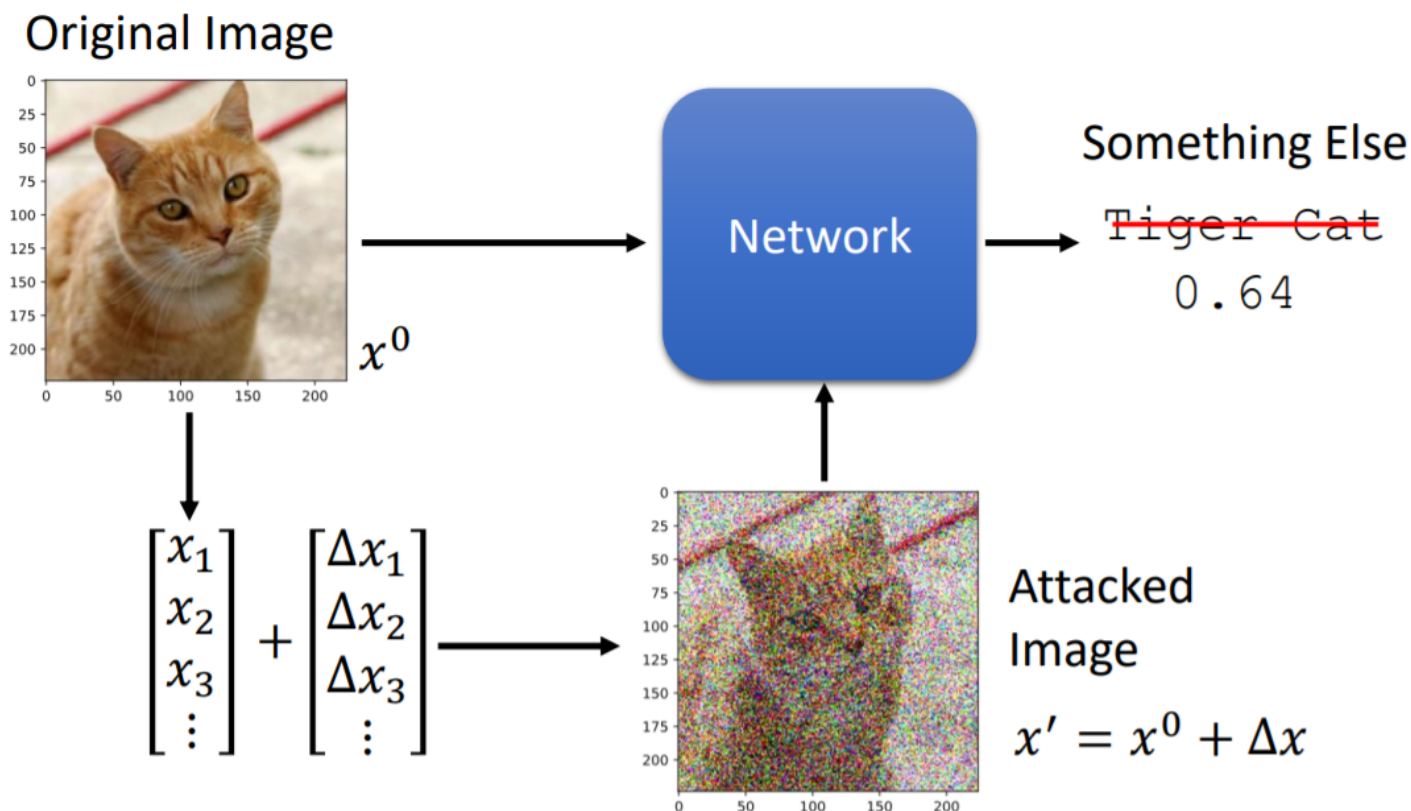 Original Image
0
25
50
75
100
125
150
175
200
0 50 100 150 200
x⁰
Network
Something Else
Tiger Cat
0.64
x₁
x₂
x₃
⋮
+
Δx₁
Δx₂
Δx₃
⋮
0
25
50
75
100
125
150
175
200
0 50 100 150 200
Attacked
Image
x′ = x⁰ + Δx